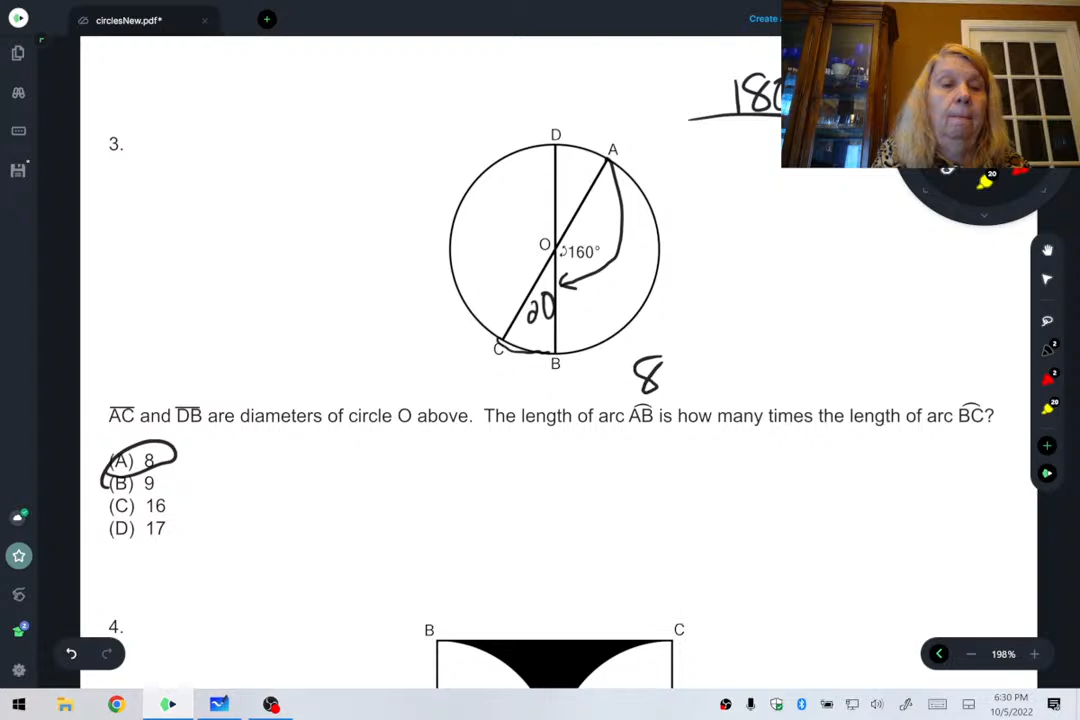 circlesNew.pdf*
Create
180
3.
D
A
O
160°
20
C
B
8
AC and DB are diameters of circle O above. The length of arc AB is how many times the length of arc BC?
(A) 8
(B) 9
(C) 16
(D) 17
4.
B
C
198%
6:30 PM
10/5/2022